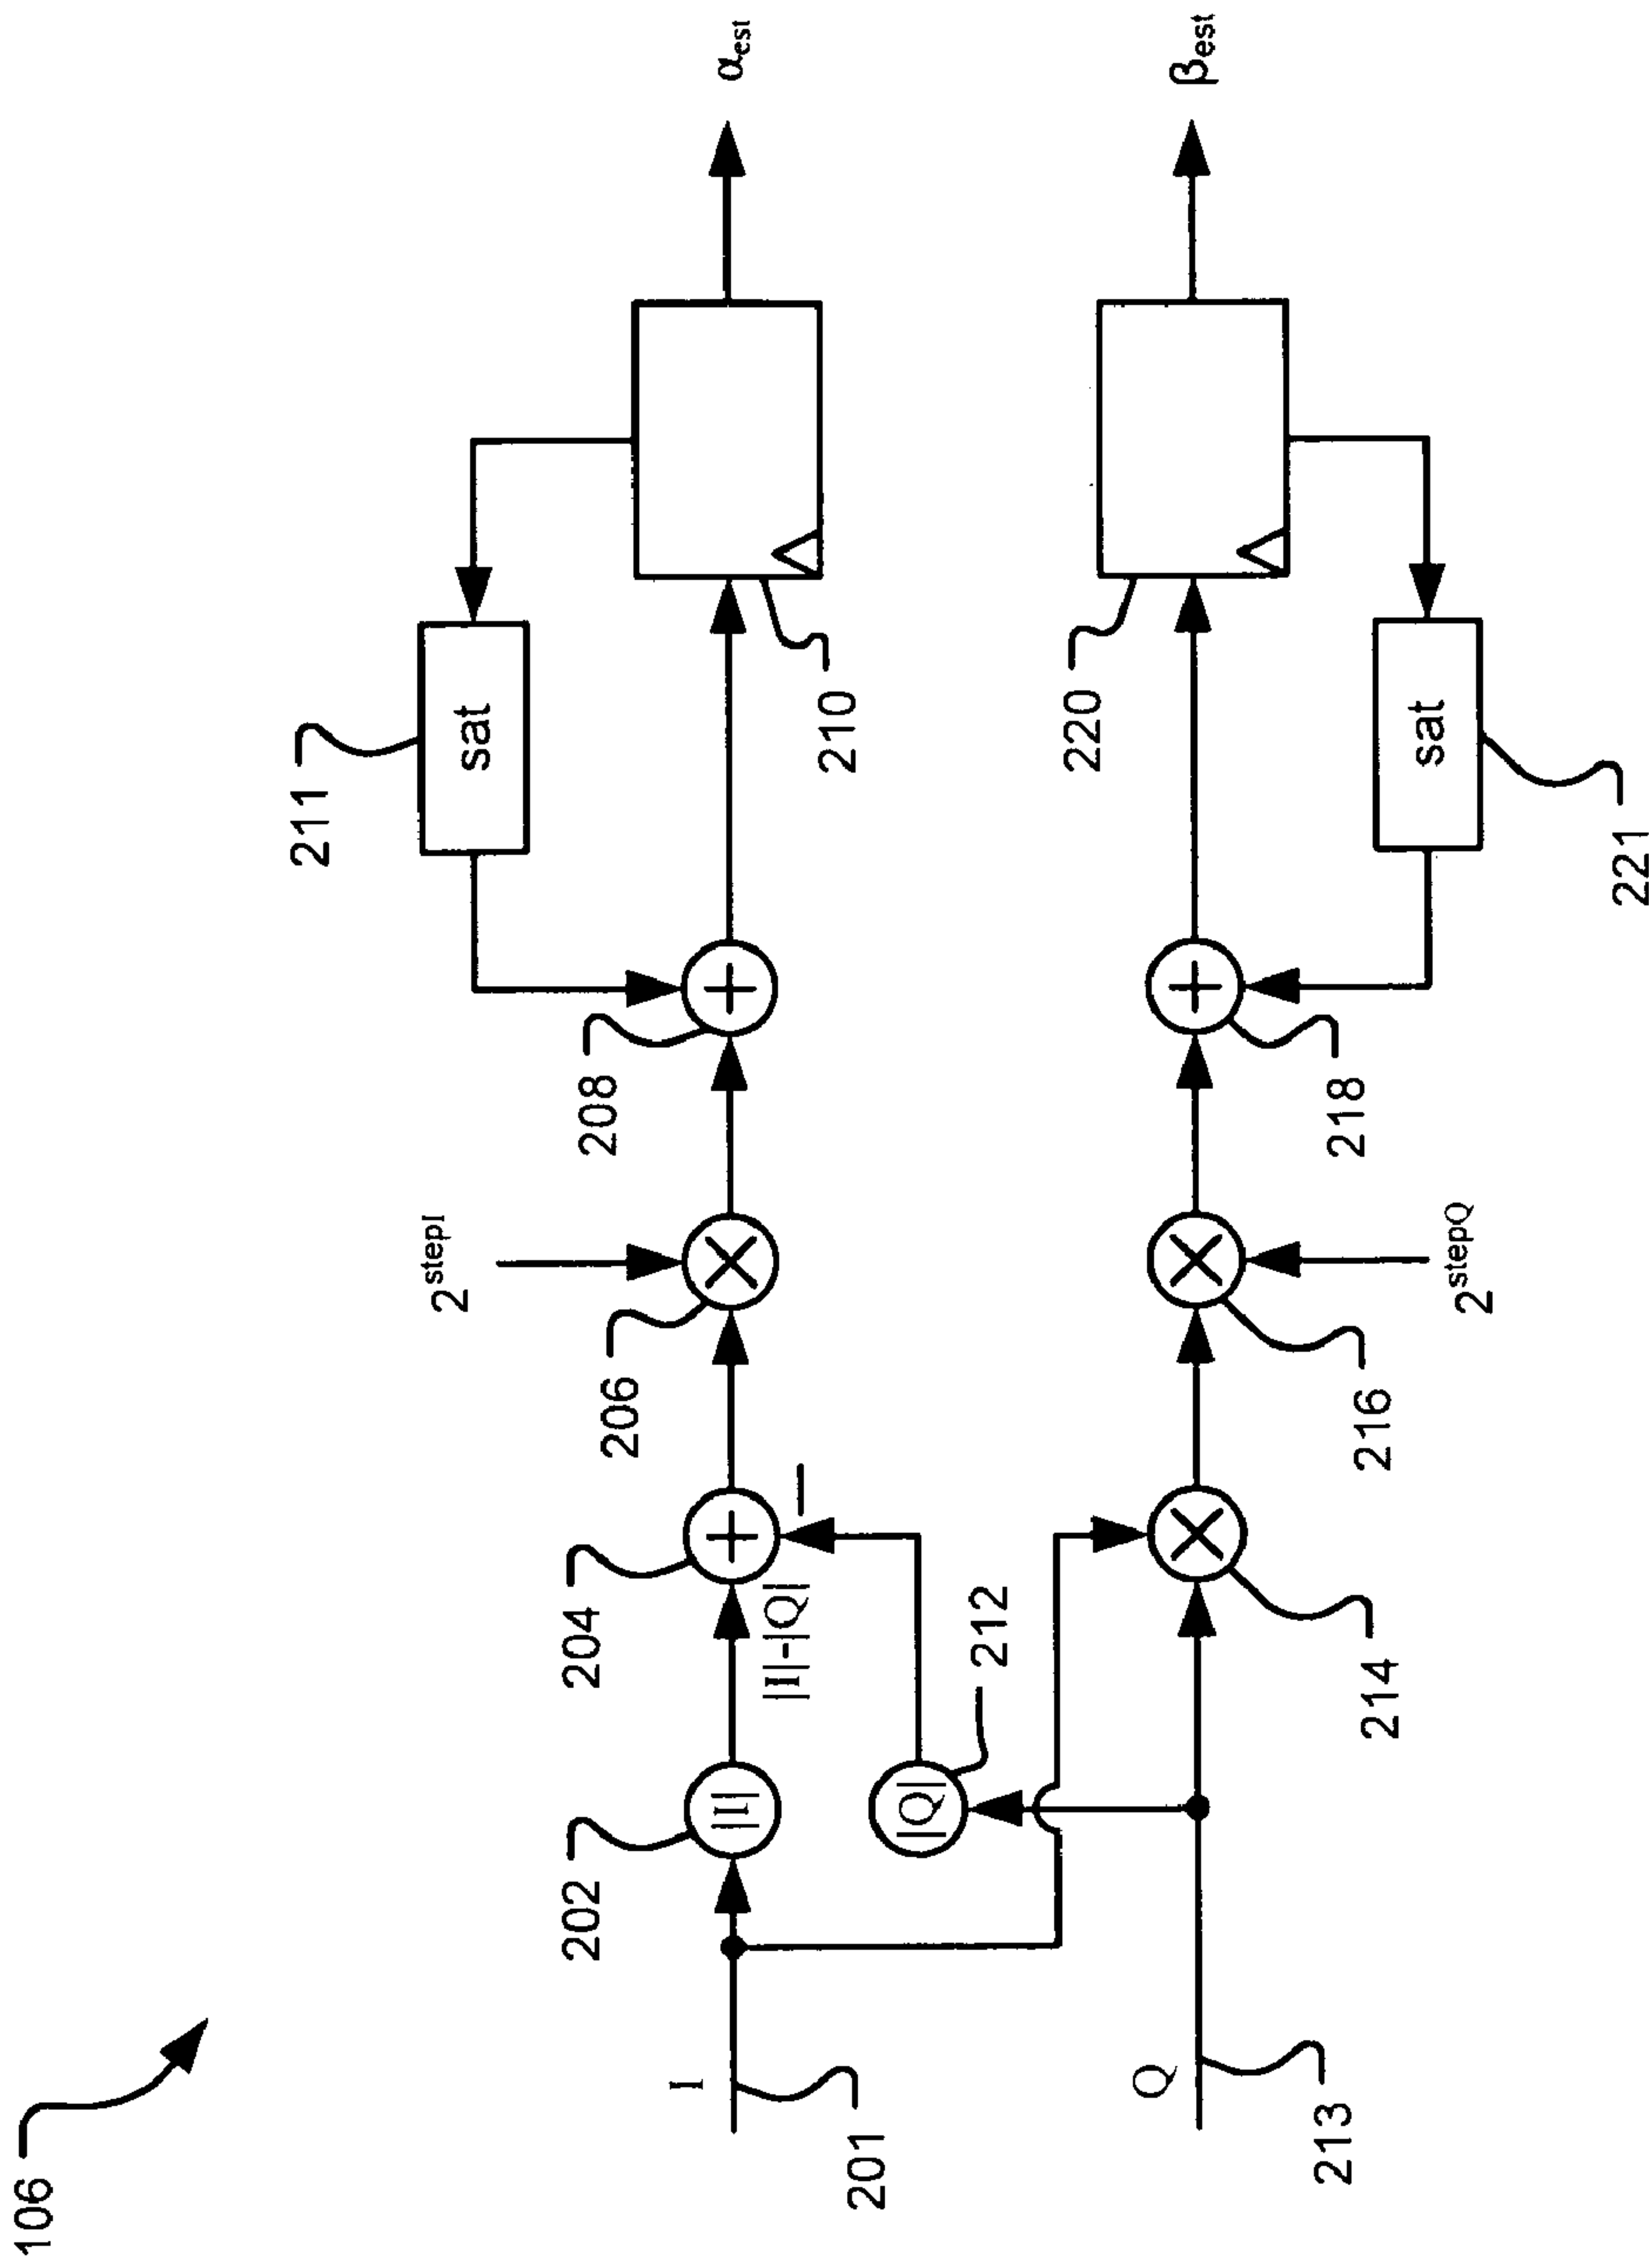 106
211
sat
2^stepI
208
206
204
202
I
201
|I|
|I|-|Q|
−
+
×
+
210
α_est
212
|Q|
Q
213
214
×
216
×
2^stepQ
218
+
220
221
sat
β_est